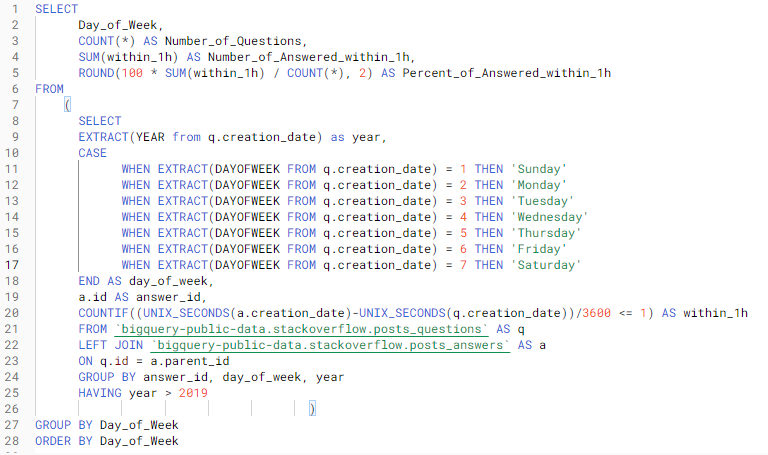 1 SELECT
2 Day_of_Week,
3 COUNT(*) AS Number_of_Questions,
4 SUM(within_1h) AS Number_of_Answered_within_1h,
5 ROUND(100 * SUM(within_1h) / COUNT(*), 2) AS Percent_of_Answered_within_1h
6 FROM
7 (
8 SELECT
9 EXTRACT(YEAR from q.creation_date) as year,
10 CASE
11 WHEN EXTRACT(DAYOFWEEK FROM q.creation_date) = 1 THEN 'Sunday'
12 WHEN EXTRACT(DAYOFWEEK FROM q.creation_date) = 2 THEN 'Monday'
13 WHEN EXTRACT(DAYOFWEEK FROM q.creation_date) = 3 THEN 'Tuesday'
14 WHEN EXTRACT(DAYOFWEEK FROM q.creation_date) = 4 THEN 'Wednesday'
15 WHEN EXTRACT(DAYOFWEEK FROM q.creation_date) = 5 THEN 'Thursday'
16 WHEN EXTRACT(DAYOFWEEK FROM q.creation_date) = 6 THEN 'Friday'
17 WHEN EXTRACT(DAYOFWEEK FROM q.creation_date) = 7 THEN 'Saturday'
18 END AS day_of_week,
19 a.id AS answer_id,
20 COUNTIF((UNIX_SECONDS(a.creation_date)-UNIX_SECONDS(q.creation_date))/3600 <= 1) AS within_1h
21 FROM `bigquery-public-data.stackoverflow.posts_questions` AS q
22 LEFT JOIN `bigquery-public-data.stackoverflow.posts_answers` AS a
23 ON q.id = a.parent_id
24 GROUP BY answer_id, day_of_week, year
25 HAVING year > 2019
26 )
27 GROUP BY Day_of_Week
28 ORDER BY Day_of_Week